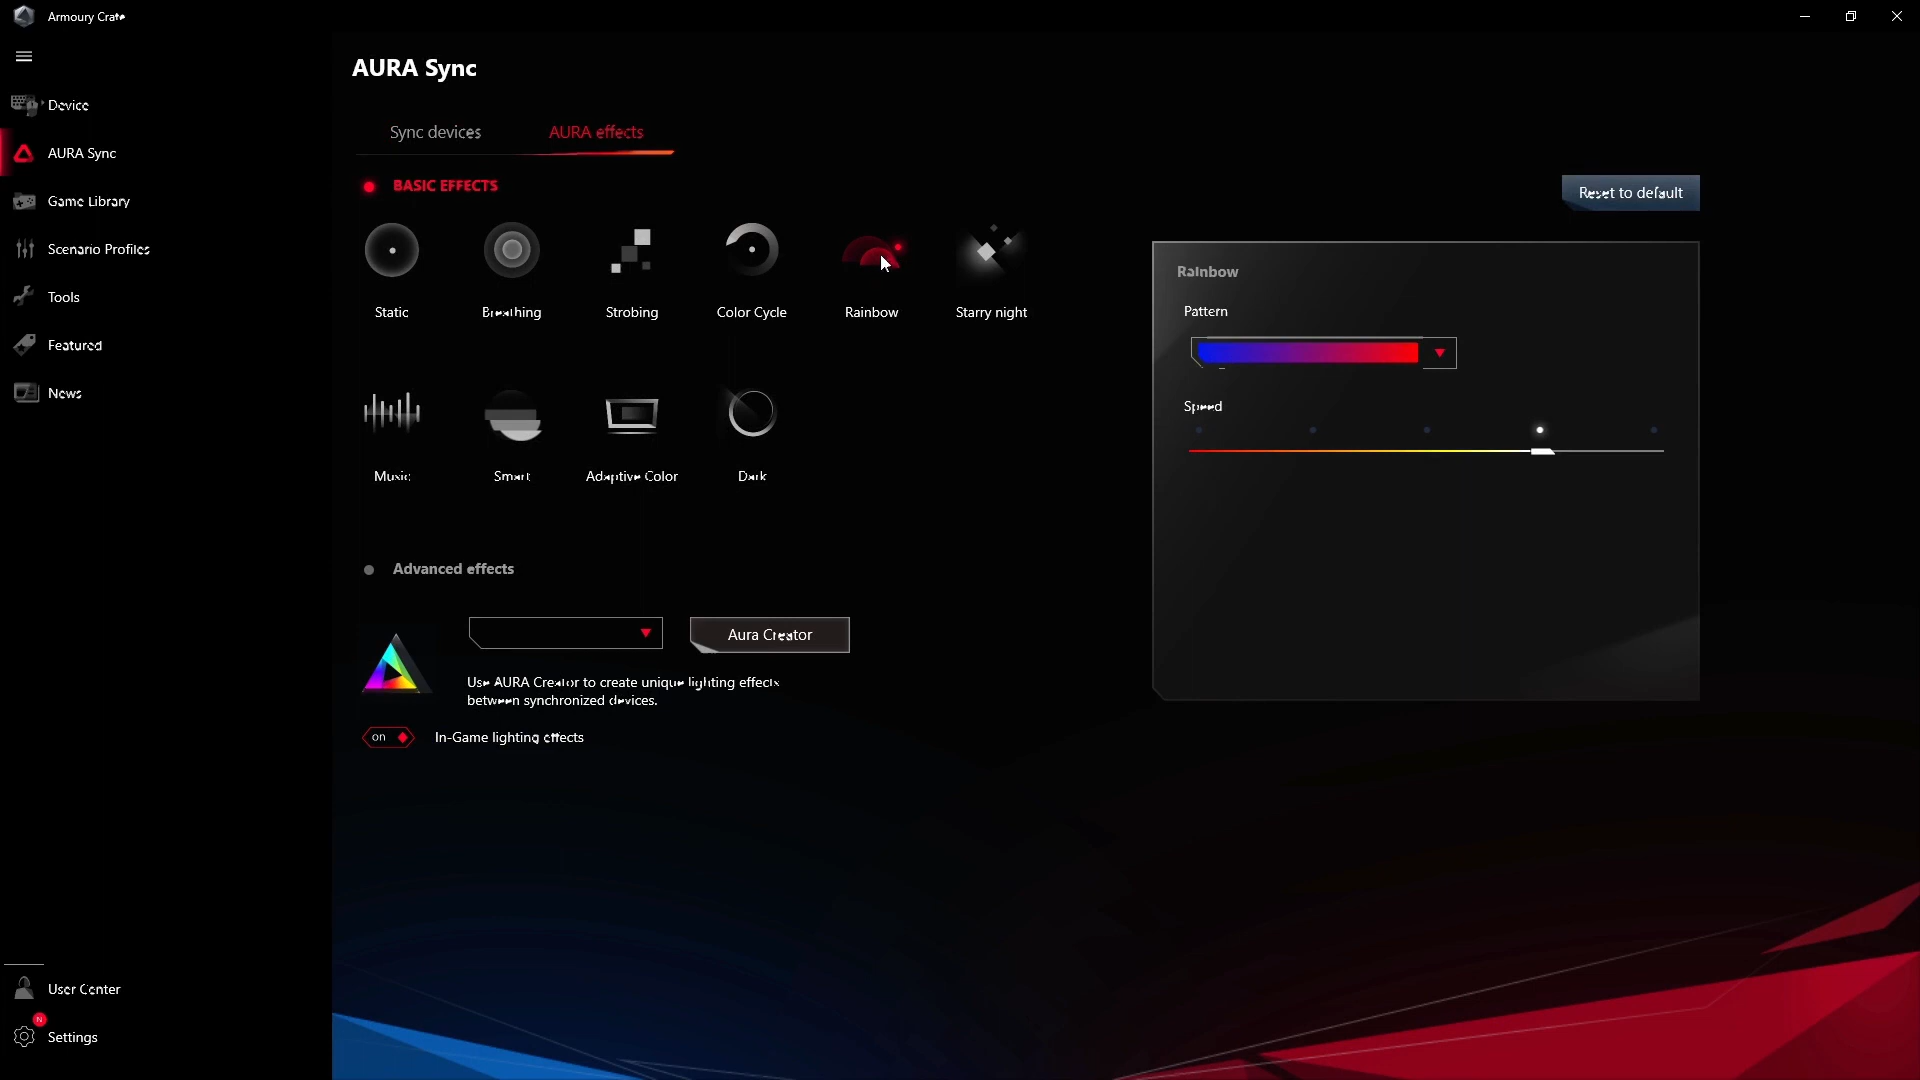 Armoury Crate
AURA Sync
Device
Sync devices
AURA effects
AURA Sync
BASIC EFFECTS
Reset to default
Game Library
Scenario Profiles
Rainbow
Static
Breathing
Strobing
Color Cycle
Rainbow
Starry night
Pattern
Tools
Featured
News
Speed
Music
Smart
Adaptive Color
Dark
Advanced effects
Aura Creator
Use AURA Creator to create unique lighting effects
between synchronized devices.
ON
In-Game lighting effects
User Center
N
Settings